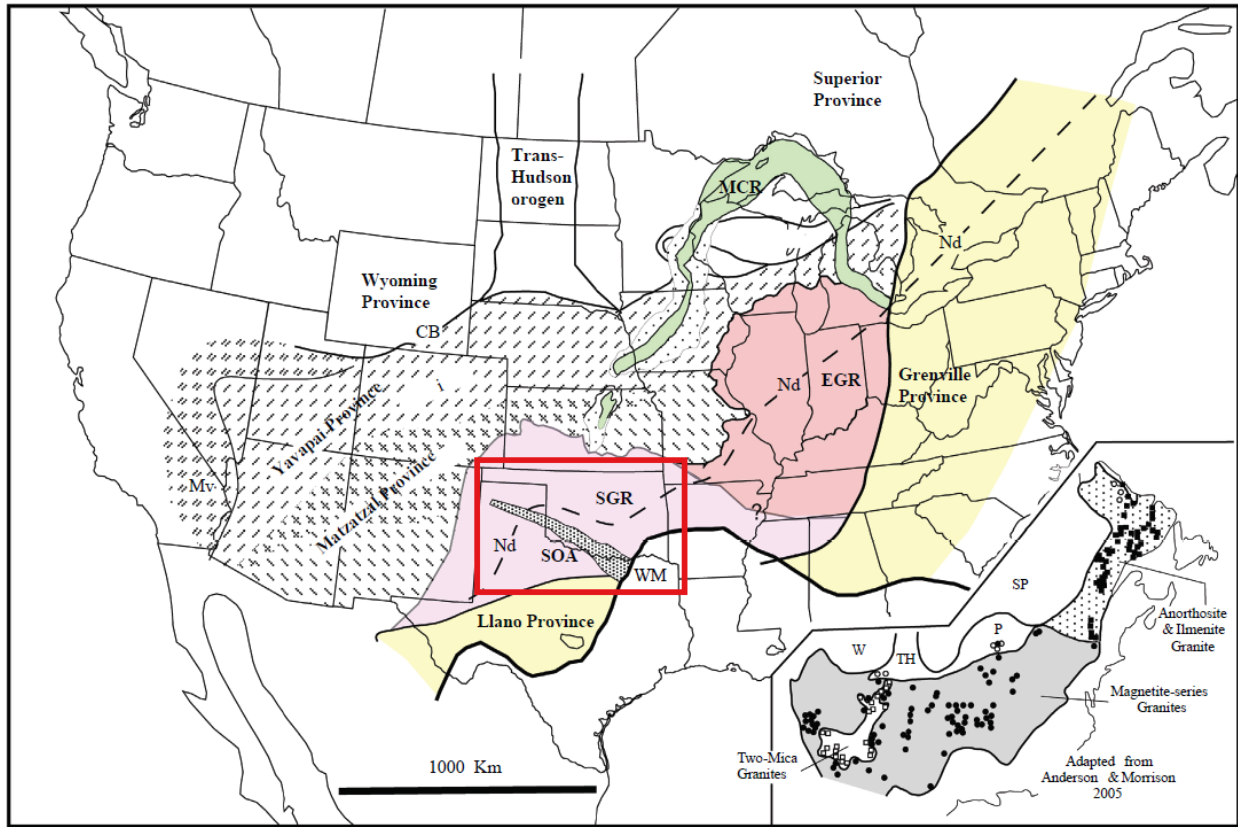 Superior
Province
Trans-
Hudson
orogen
MCR
Nd
Wyoming
Province
CB
Nd
EGR
Grenville
Province
i
Yavapai Province
Mv
Matzatzal Province
SGR
?
Nd
SOA
WM
Llano Province
SP
Anorthosite
& Ilmenite
Granite
W
TH
P
Magnetite-series
Granites
Two-Mica
Granites
Adapted from
Anderson & Morrison
2005
1000 Km